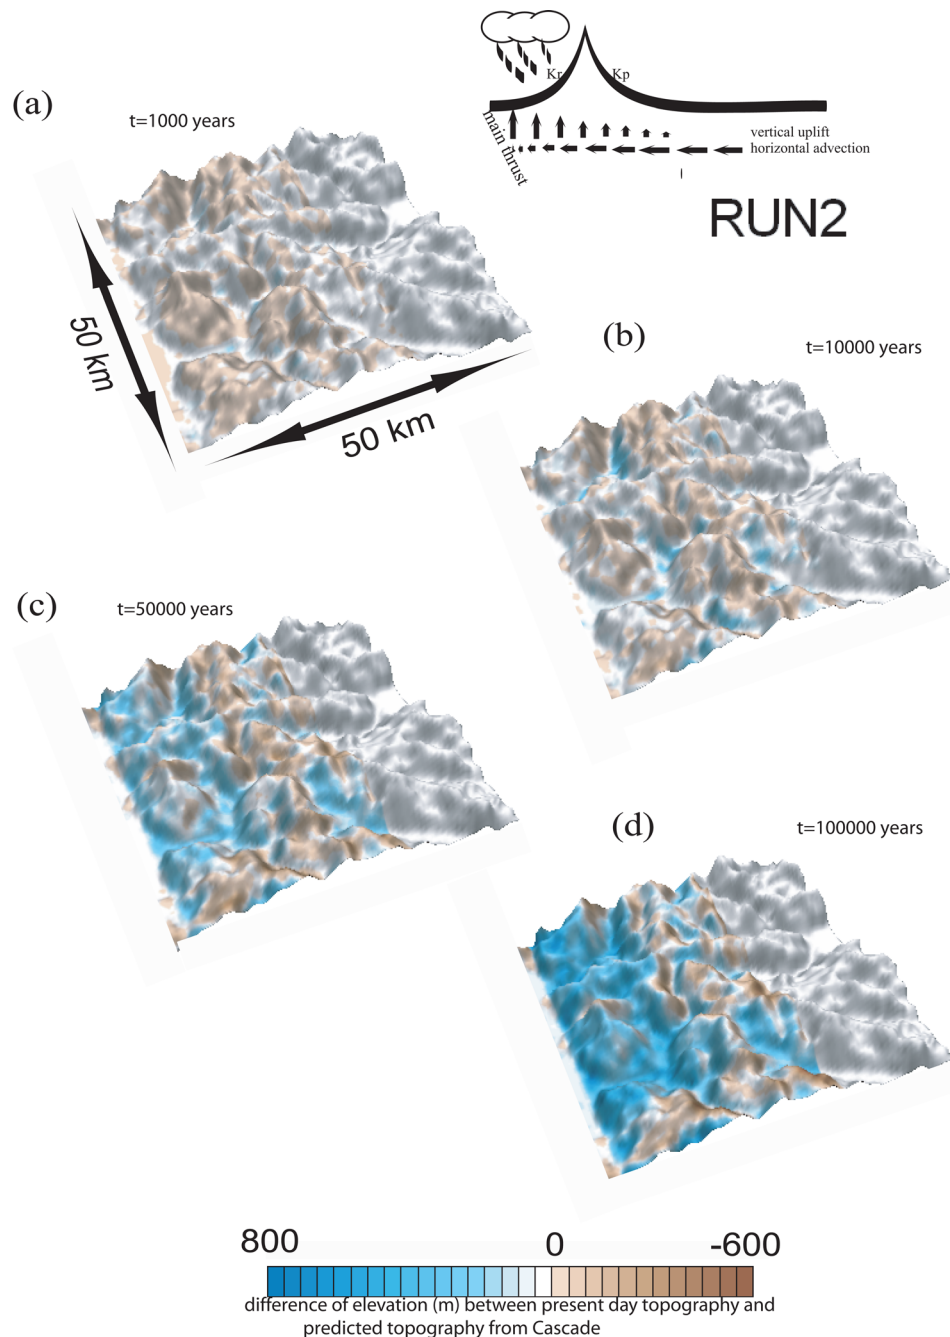 Kr
Kp
(a)
t=1000 years
main thrust
vertical uplift
horizontal advection
RUN2
50 km
50 km
(b)
t=10000 years
(c)
t=50000 years
(d)
t=100000 years
800
0
-600
difference of elevation (m) between present day topography and
predicted topography from Cascade